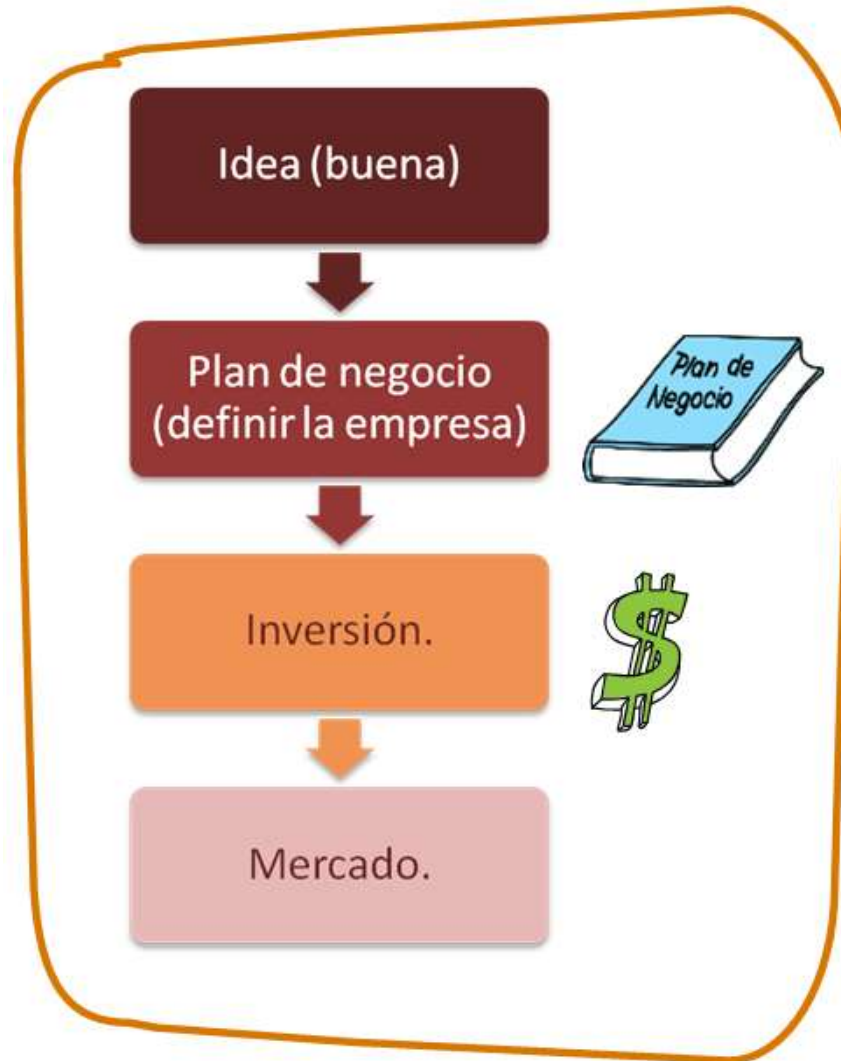 Idea (buena)
Plan de negocio
(definir la empresa)
Plan de
Negocio
Inversión.
$
Mercado.